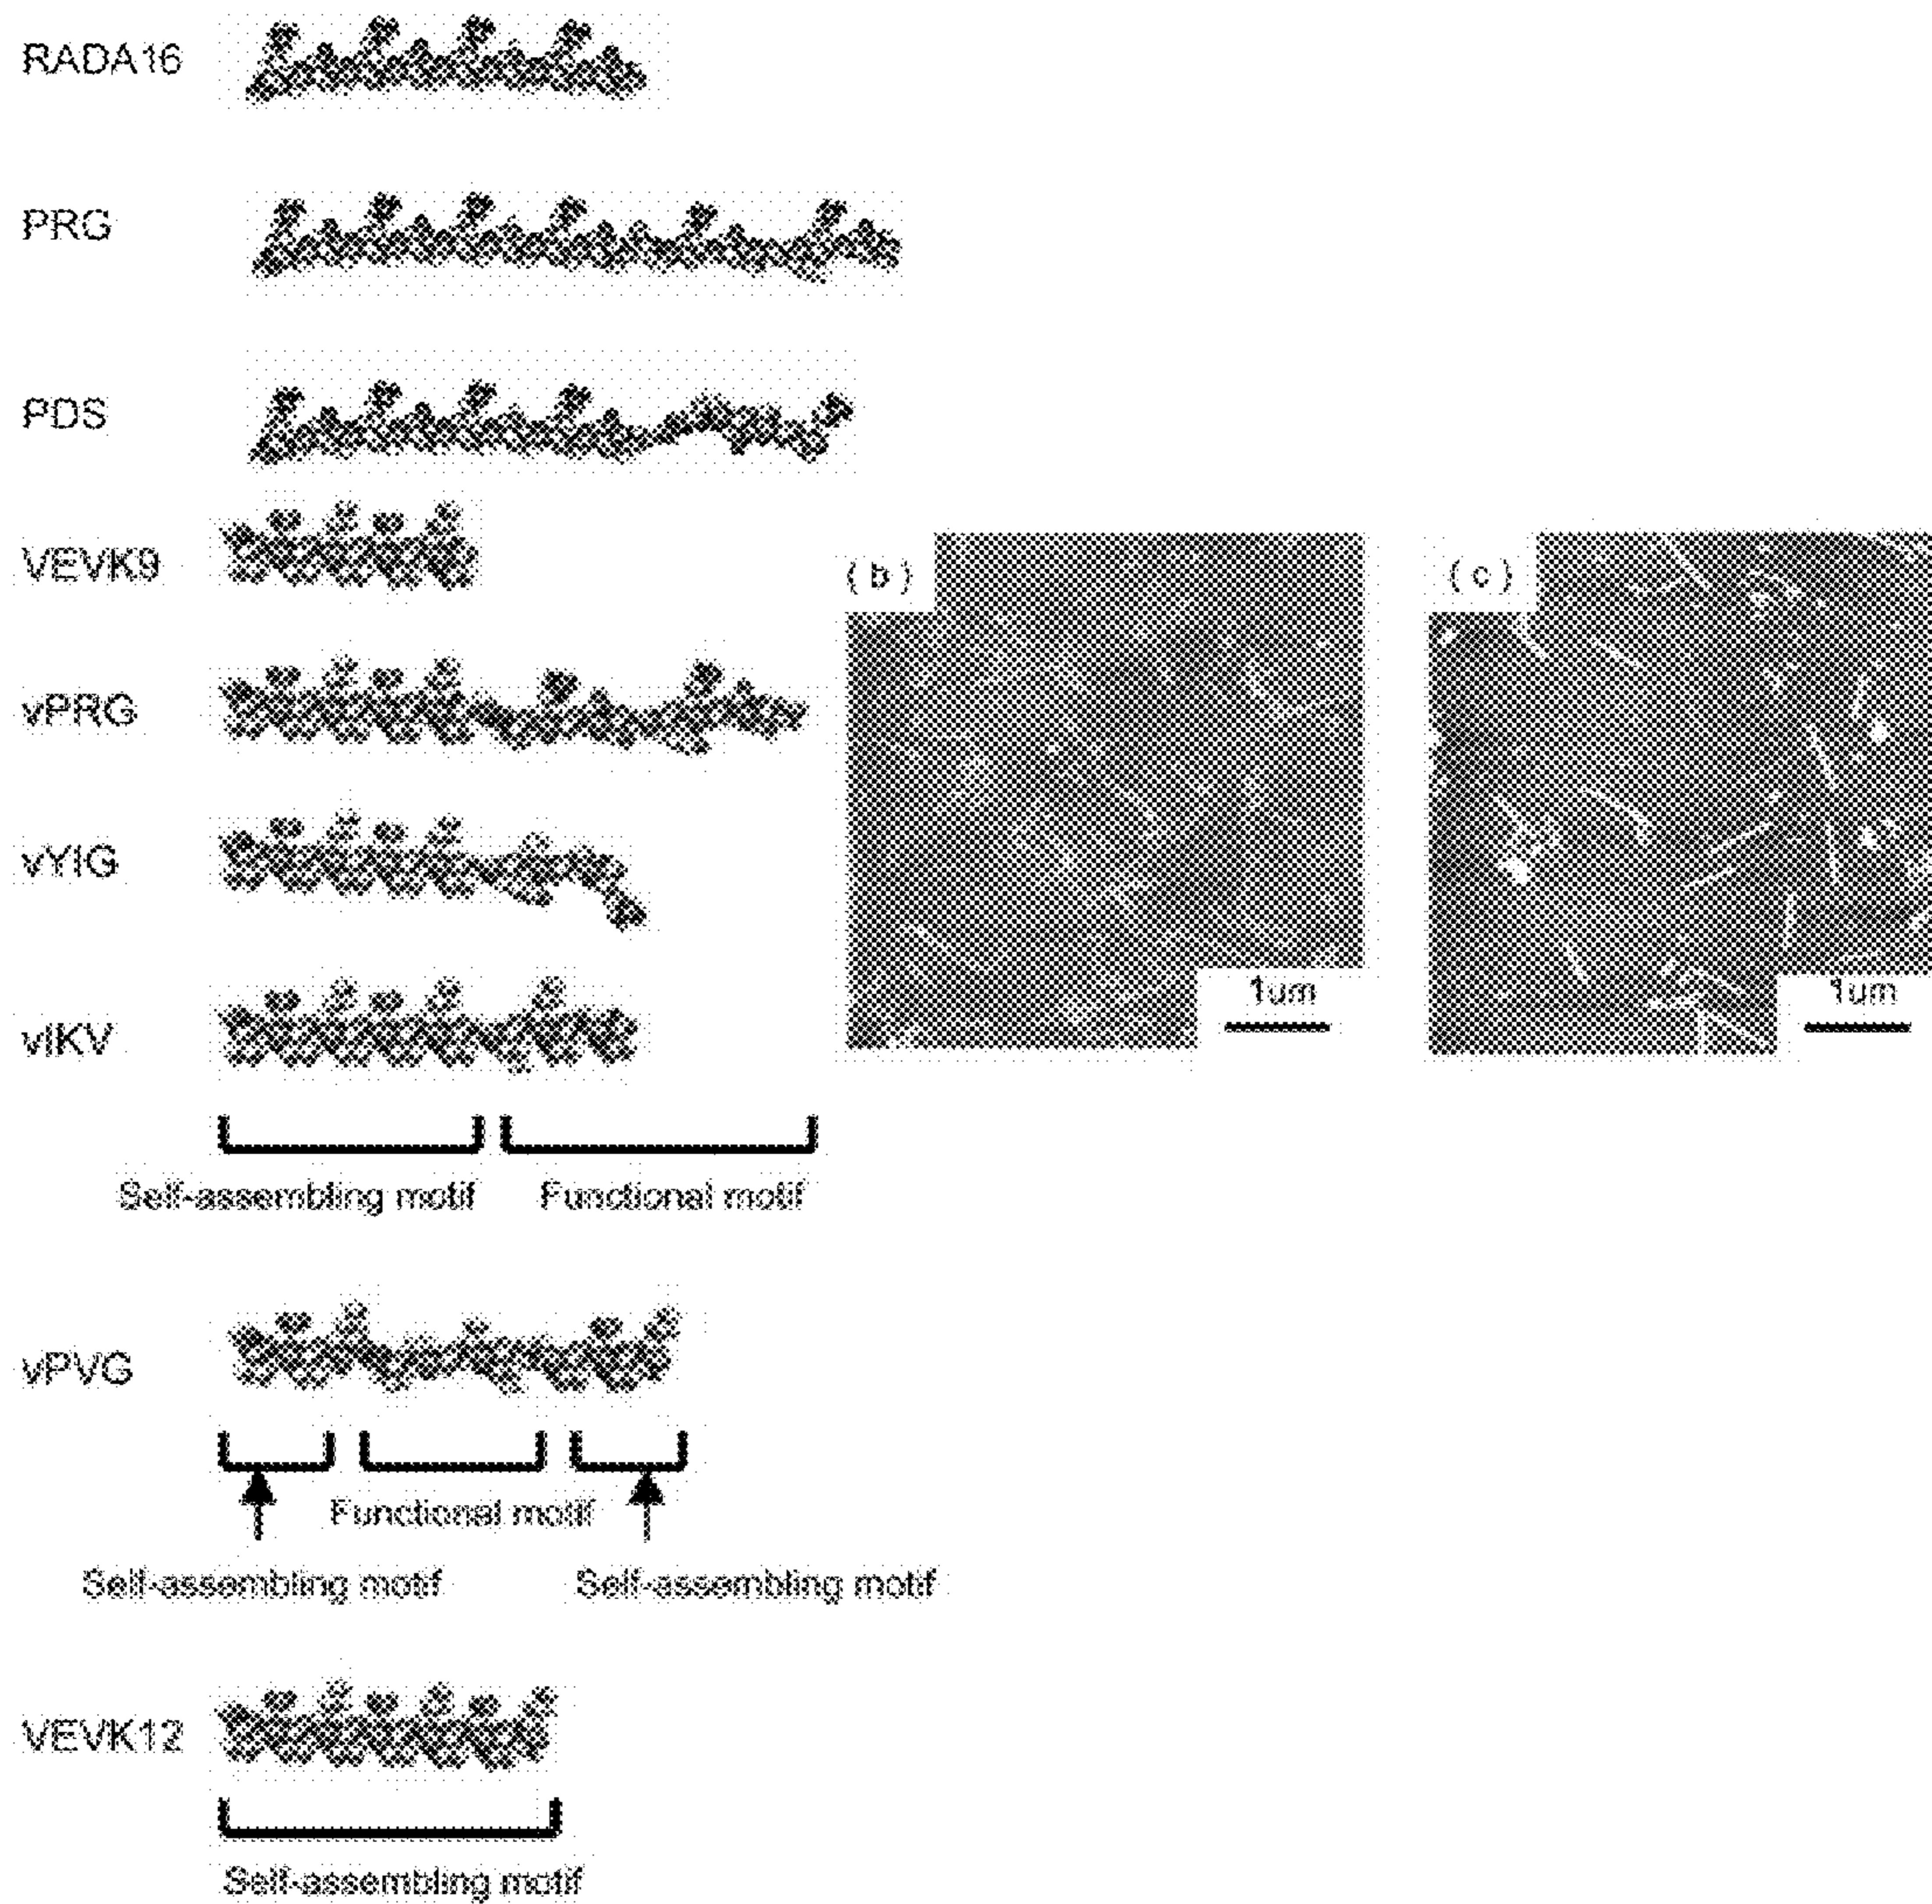 RADA16
PRG
PDS
VEVK9
( b )
( c )
vPRG
vYIG
vIKV
1um
1um
Self-assembling motif
Functional motif
vPVG
Functional motif
Self-assembling motif
Self-assembling motif
VEVK12
Self-assembling motif